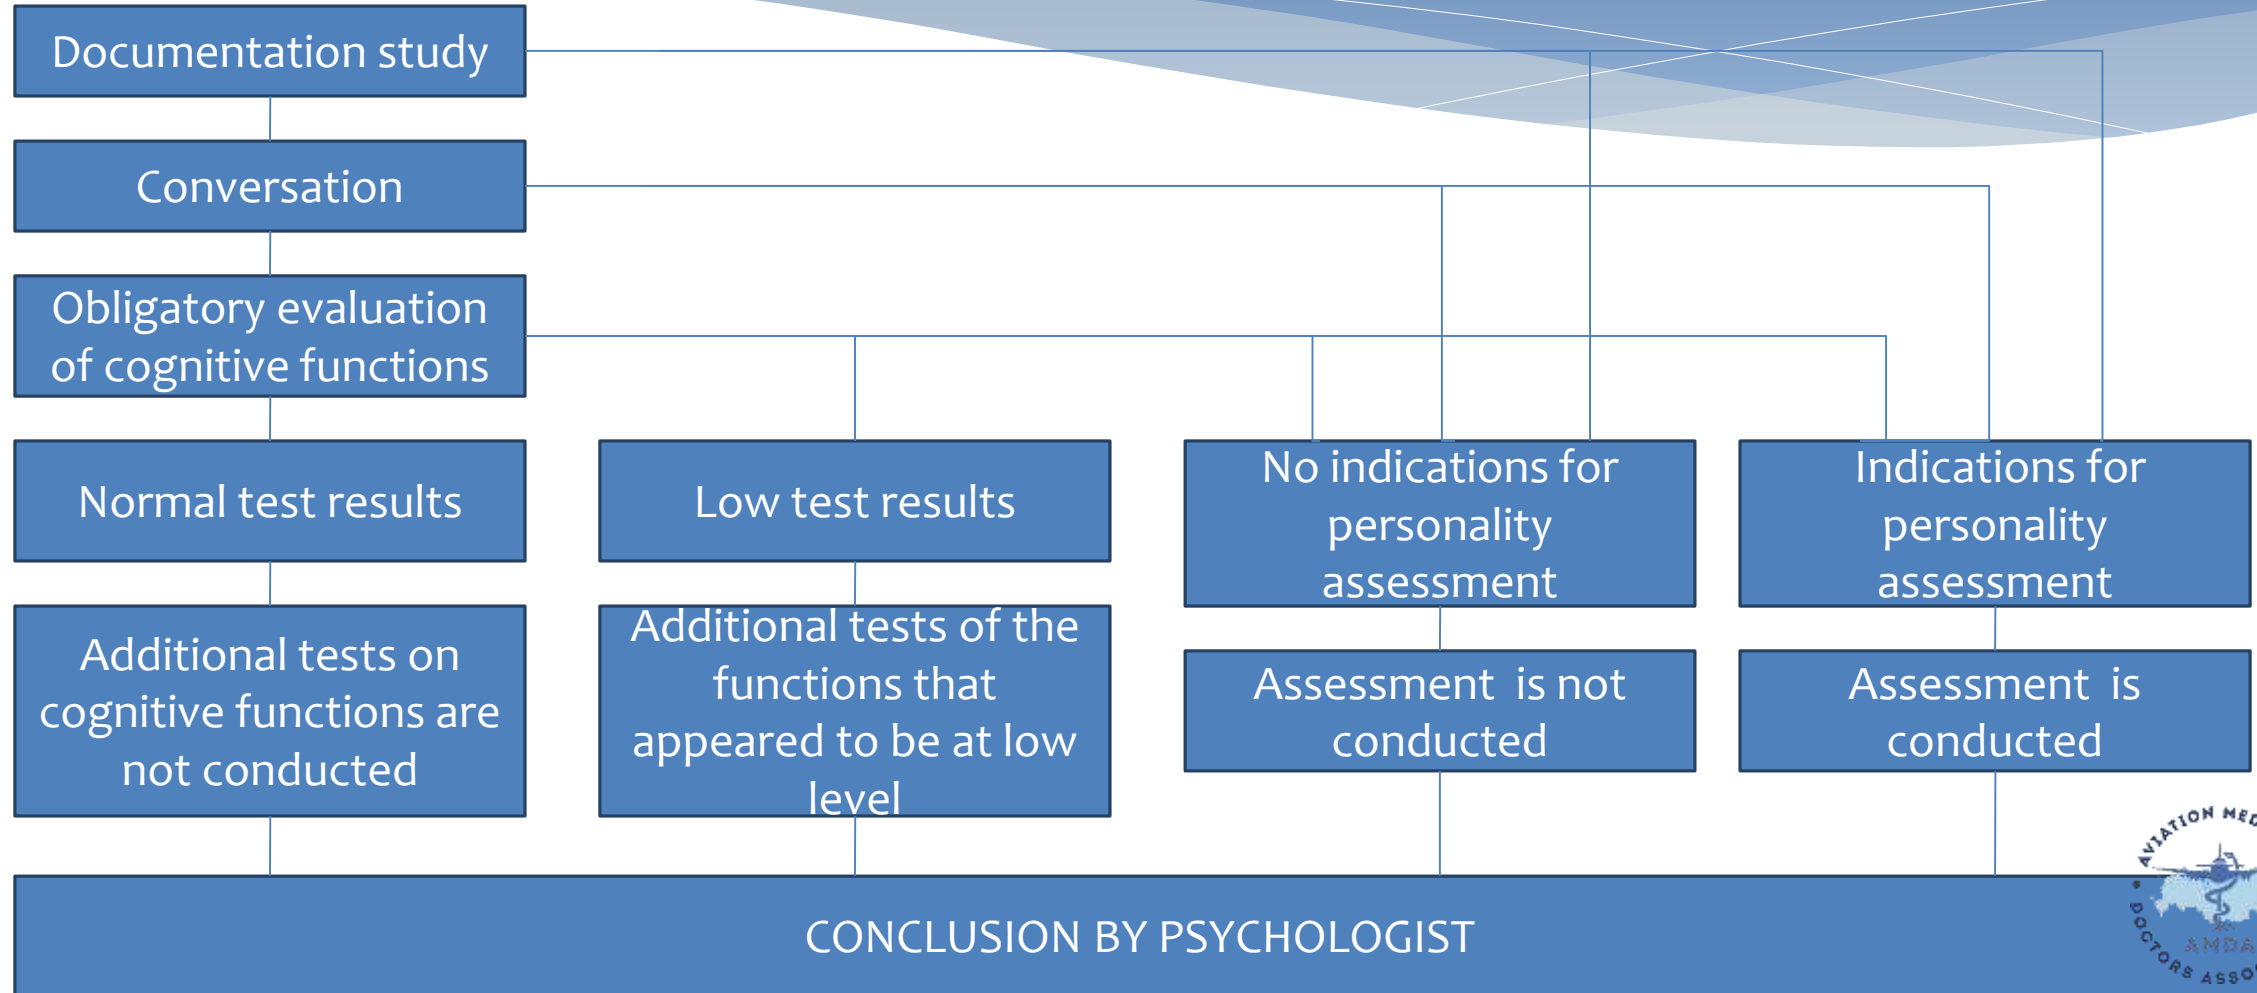 Documentation study
Conversation
Obligatory evaluation
of cognitive functions
Normal test results
Low test results
No indications for
personality
assessment
Indications for
personality
assessment
Additional tests on
cognitive functions are
not conducted
Additional tests of the
functions that
appeared to be at low
level
Assessment is not
conducted
Assessment is
conducted
CONCLUSION BY PSYCHOLOGIST
AVIATION
DOCTORS
AMDA